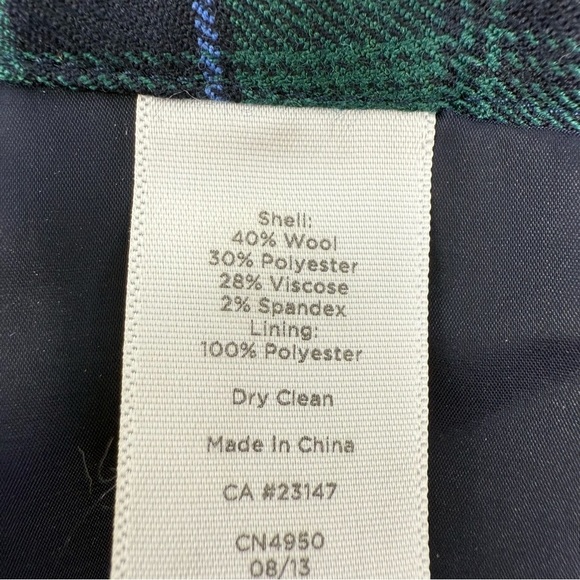 Shell:
40% Wool
30% Polyester
28% Viscose
2% Spandex
Lining:
100% Polyester
Dry Clean
Made In China
CA #23147
CN4950
08/13